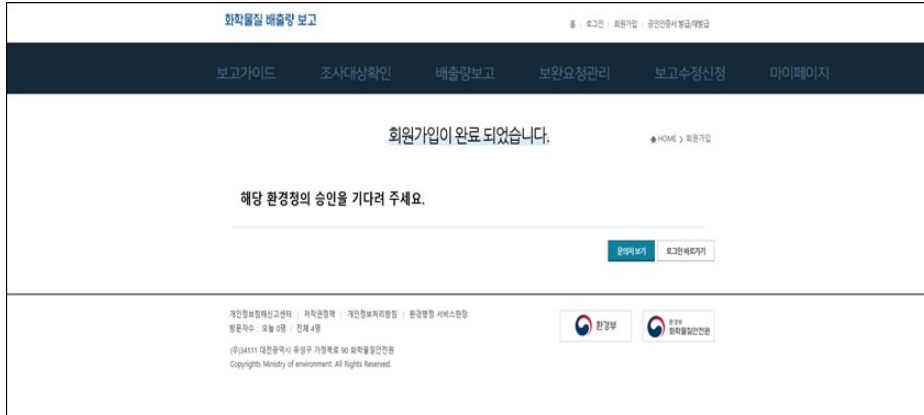 화학물질 배출량 보고
홈 | 로그인 | 회원가입 | 공인인증서 발급/재발급
보고가이드 조사대상확인 배출량보고 보완요청관리 보고수정신청 마이페이지
회원가입이 완료 되었습니다.
HOME > 회원가입
해당 환경청의 승인을 기다려 주세요.
문의처 보기 로그인 바로가기
개인정보침해신고센터 | 저작권정책 | 개인정보처리방침 | 환경행정 서비스헌장
방문자수 : 오늘 0명 / 전체 4명
(우)34111 대전광역시 유성구 가정북로 90 화학물질안전원
Copyrights Ministry of environment. All Rights Reserved.
환경부
환경부
화학물질안전원